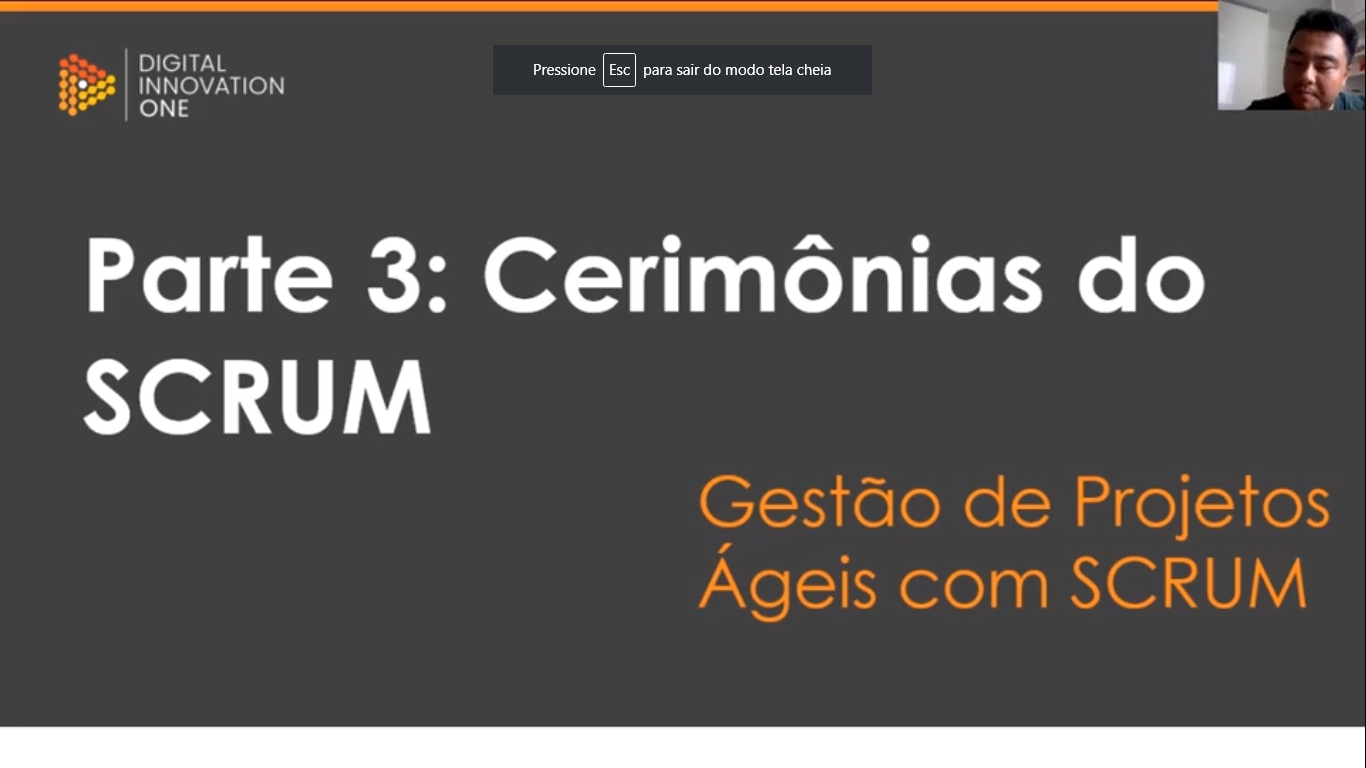 DIGITAL
INNOVATION
ONE
Pressione Esc para sair do modo tela cheia
Parte 3: Cerimônias do
SCRUM
Gestão de Projetos
Ágeis com SCRUM